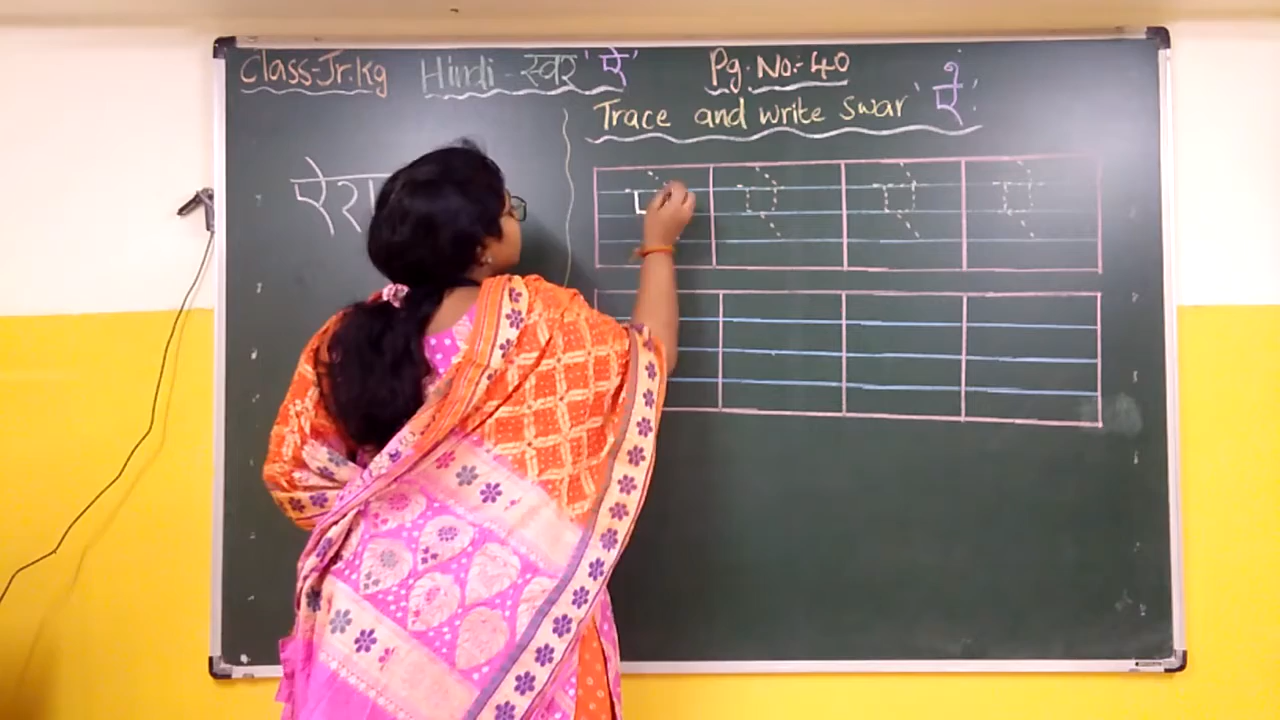 Class-Jr.Kg Hindi - स्वर 'ऐ' Pg. No:- 40
Trace and write swar 'ऐ'